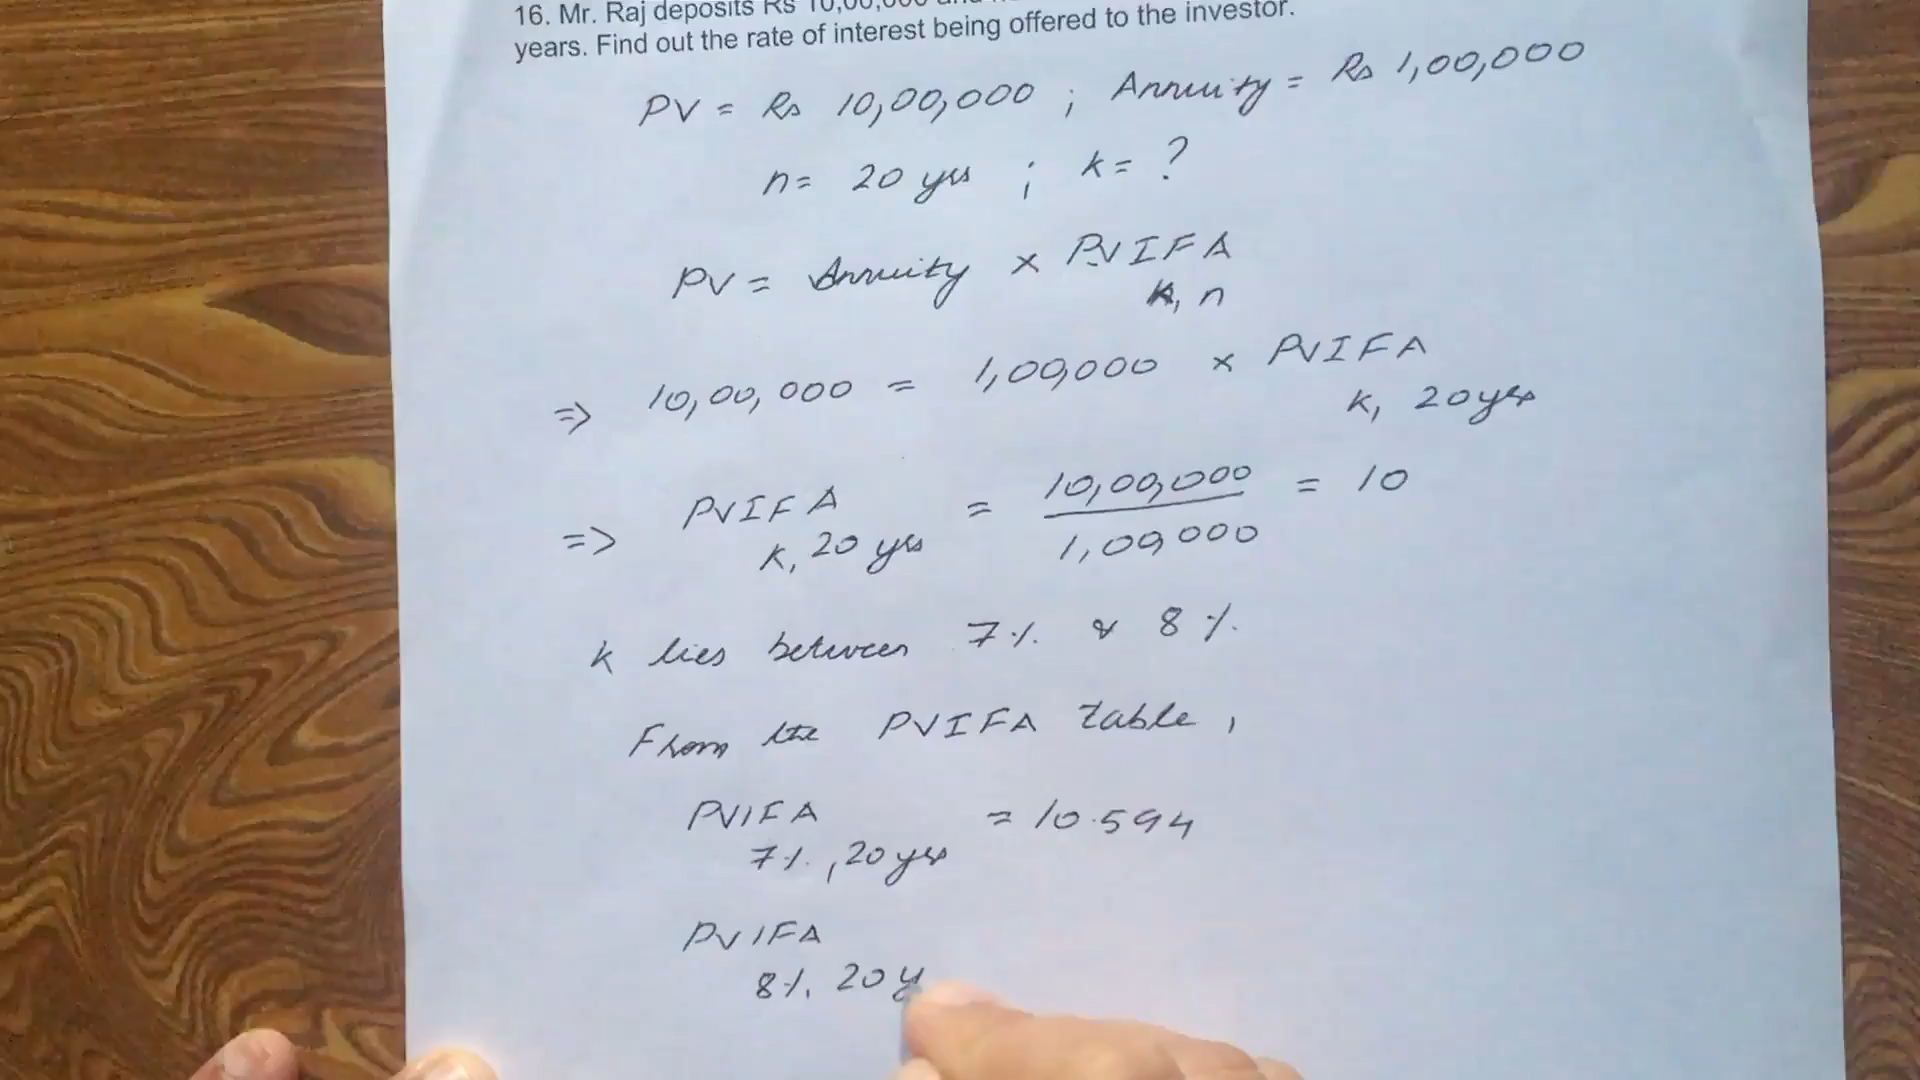 16. Mr. Raj deposits Rs 10,00,000
years. Find out the rate of interest being offered to the investor.
PV = Rs 10,00,000 ; Annuity = Rs 1,00,000
n = 20 yrs ; k = ?
PV = Annuity × PVIFA
k, n
=> 10,00,000 = 1,00,000 × PVIFA
k, 20 yrs
=> PVIFA = 10,00,000 = 10
k, 20 yrs 1,00,000
k lies between 7% & 8%.
From the PVIFA table,
PVIFA = 10.594
7%, 20 yrs
PVIFA
8%, 20 y